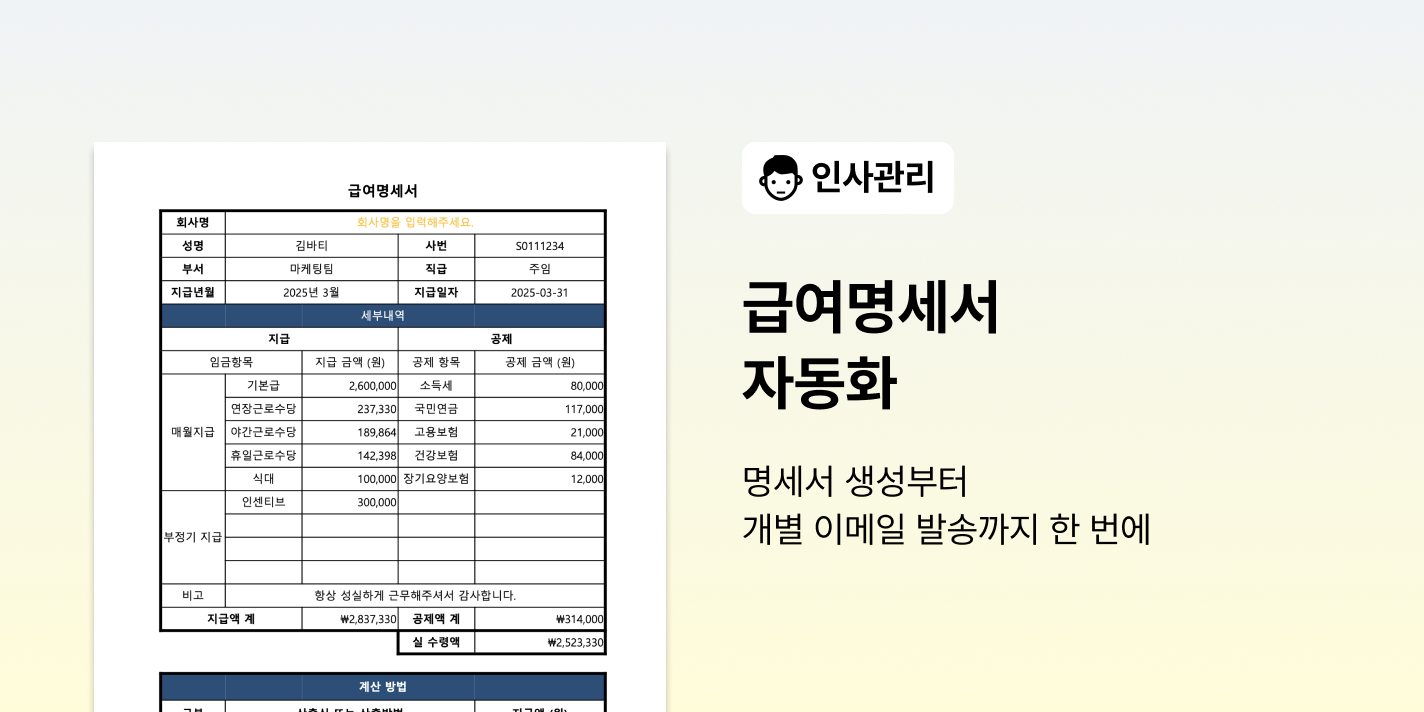 급여명세서
회사명 회사명을 입력해주세요.
성명 김바티 사번 S0111234
부서 마케팅팀 직급 주임
지급년월 2025년 3월 지급일자 2025-03-31
세부내역
지급 공제
임금항목 지급 금액 (원) 공제 항목 공제 금액 (원)
매월지급 기본급 2,600,000 소득세 80,000
연장근로수당 237,330 국민연금 117,000
야간근로수당 189,864 고용보험 21,000
휴일근로수당 142,398 건강보험 84,000
식대 100,000 장기요양보험 12,000
부정기 지급 인센티브 300,000
비고 항상 성실하게 근무해주셔서 감사합니다.
지급액 계 ₩2,837,330 공제액 계 ₩314,000
실 수령액 ₩2,523,330
계산 방법
인사관리
급여명세서
자동화
명세서 생성부터
개별 이메일 발송까지 한 번에